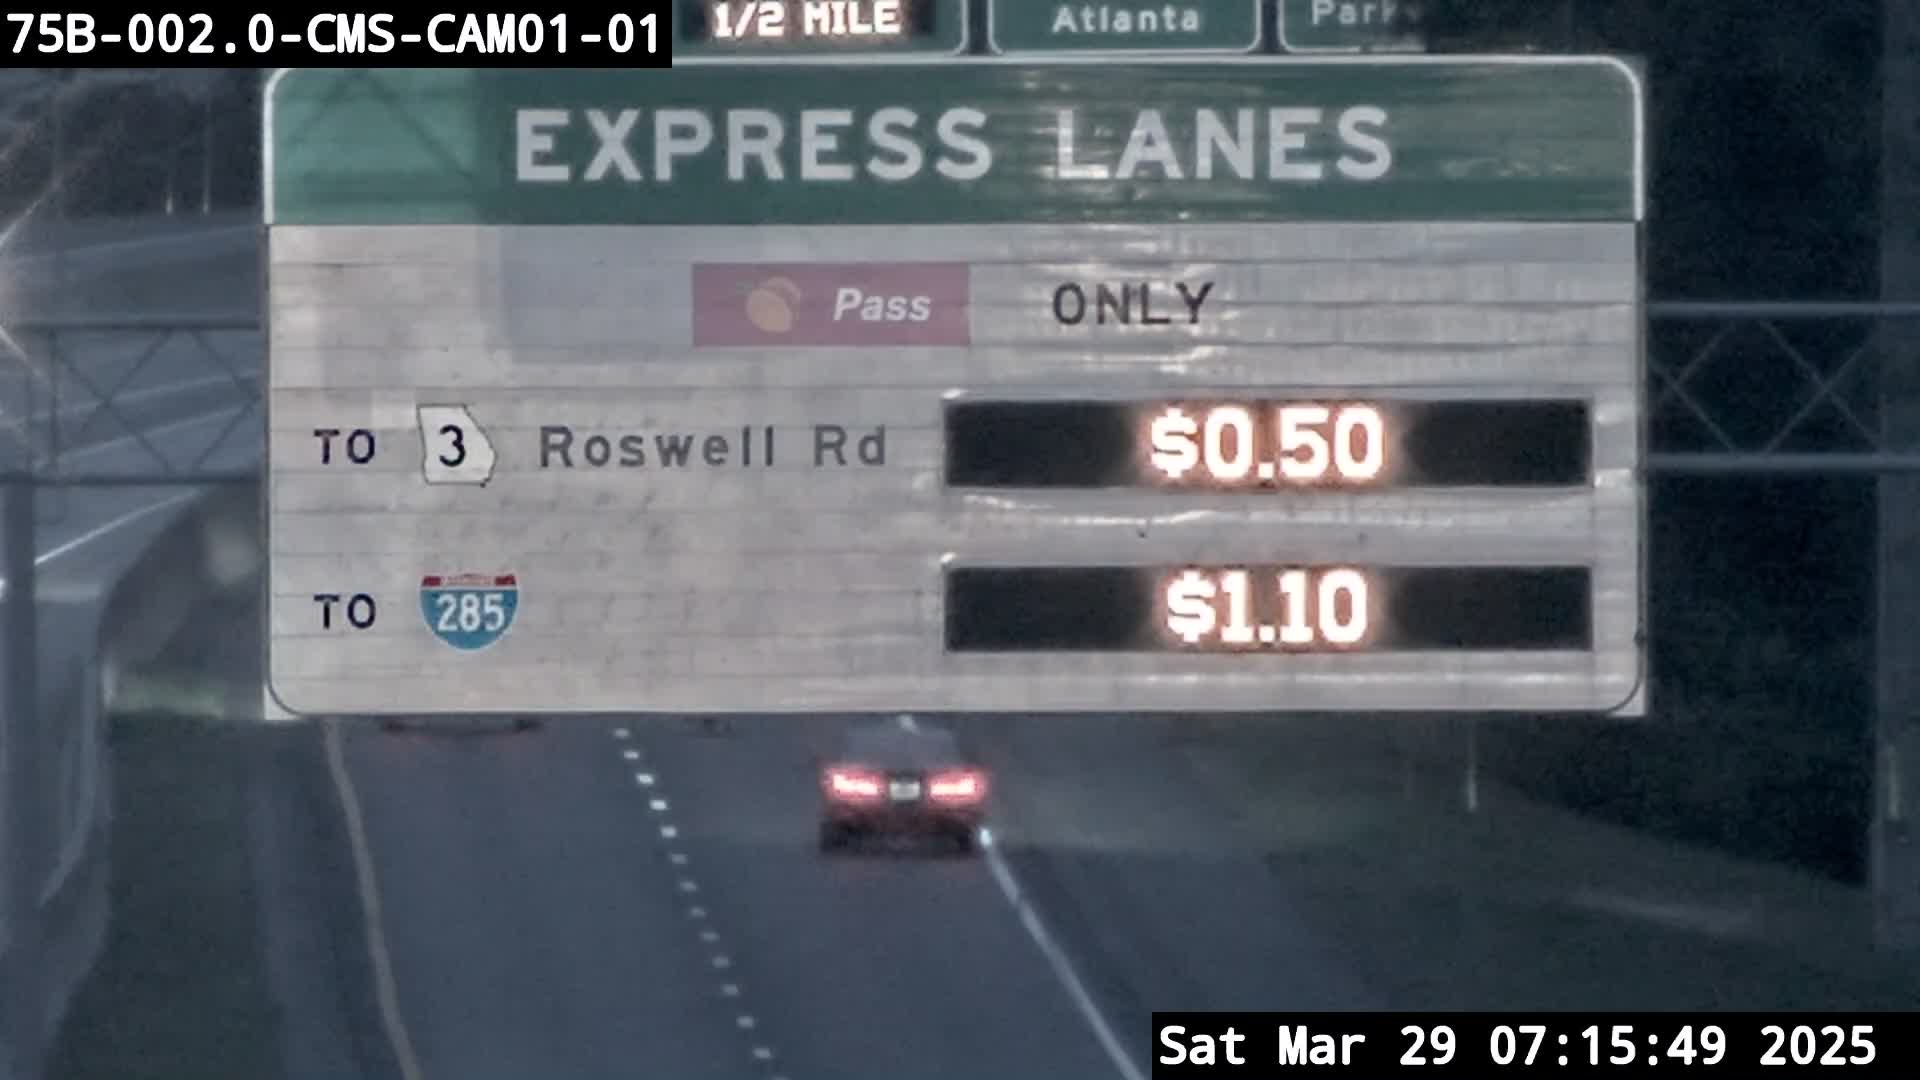 75B-002.0-CMS-CAM01-01
1/2 MILE
Atlanta
EXPRESS LANES
Pass ONLY
TO 3 Roswell Rd $0.50
TO 285 $1.10
Sat Mar 29 07:15:49 2025